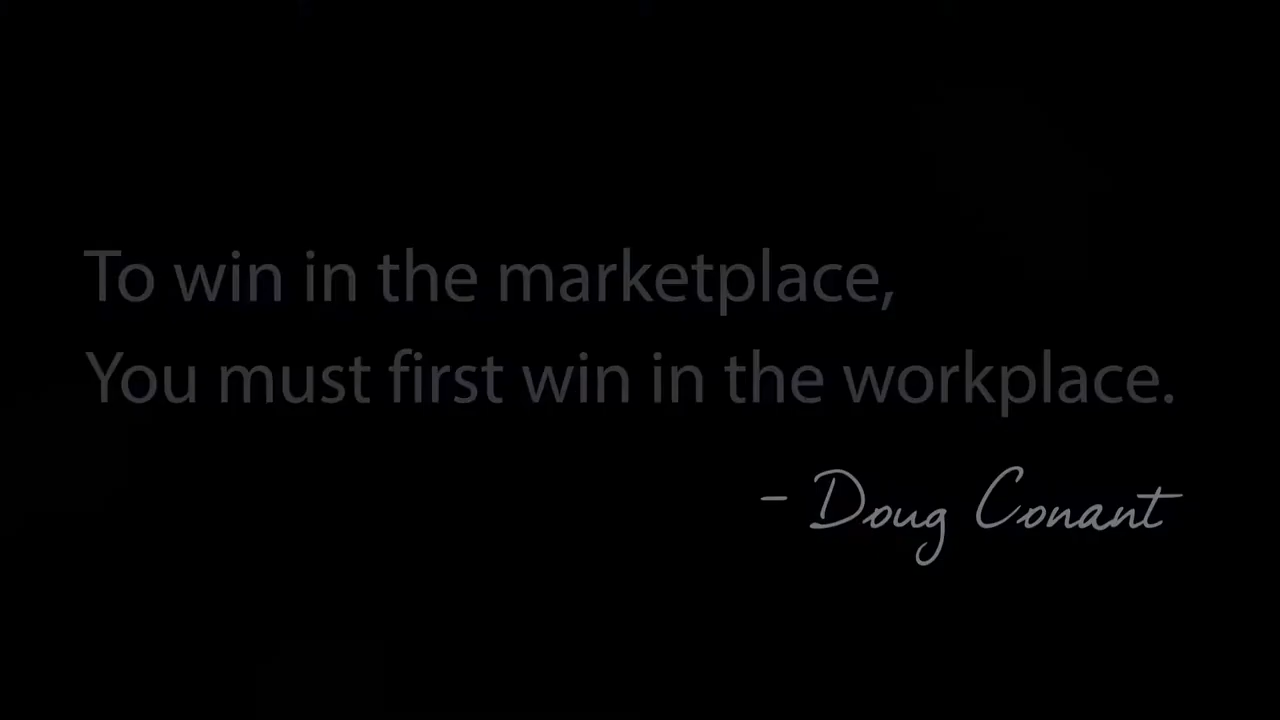 To win in the marketplace,
You must first win in the workplace.
- Doug Conant